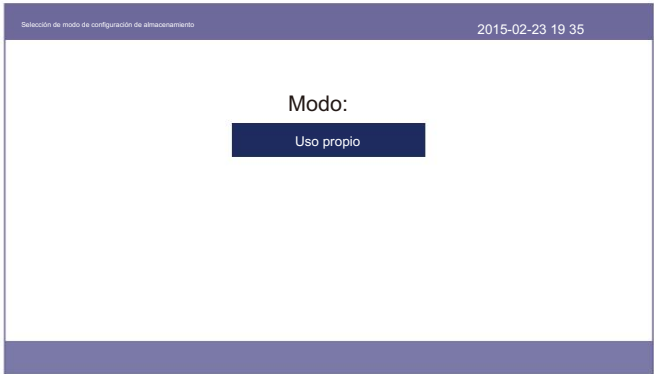 Selección de modo de configuración de almacenamiento
2015-02-23 19 35
Modo:
Uso propio